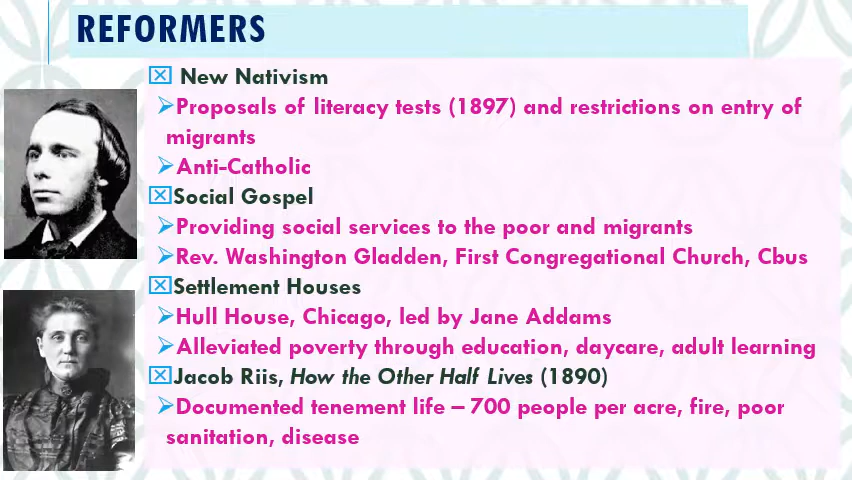 REFORMERS
New Nativism
Proposals of literacy tests (1897) and restrictions on entry of
migrants
Anti-Catholic
Social Gospel
Providing social services to the poor and migrants
Rev. Washington Gladden, First Congregational Church, Cbus
Settlement Houses
Hull House, Chicago, led by Jane Addams
Alleviated poverty through education, daycare, adult learning
Jacob Riis, How the Other Half Lives (1890)
Documented tenement life – 700 people per acre, fire, poor
sanitation, disease